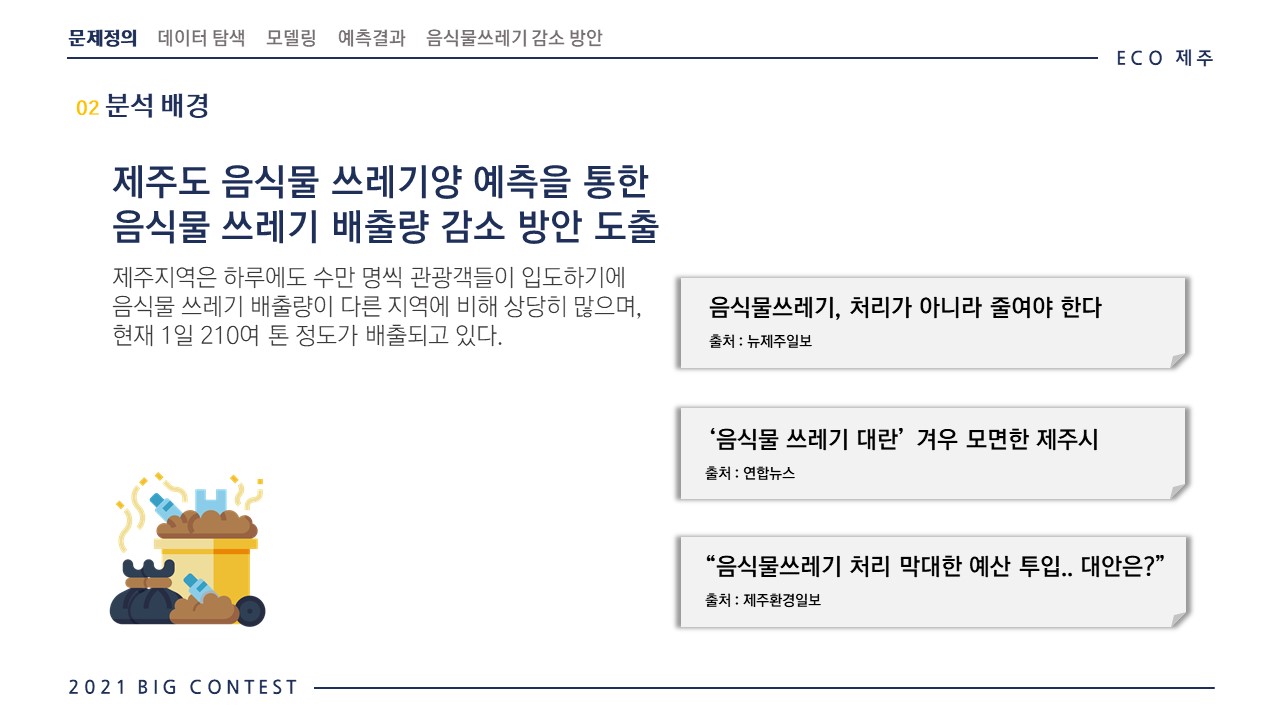 문제정의 데이터 탐색 모델링 예측결과 음식물쓰레기 감소 방안
ECO 제주
02 분석 배경
제주도 음식물 쓰레기양 예측을 통한
음식물 쓰레기 배출량 감소 방안 도출
제주지역은 하루에도 수만 명씩 관광객들이 입도하기에
음식물 쓰레기 배출량이 다른 지역에 비해 상당히 많으며,
현재 1일 210여 톤 정도가 배출되고 있다.
음식물쓰레기, 처리가 아니라 줄여야 한다
출처 : 뉴제주일보
‘음식물 쓰레기 대란’ 겨우 모면한 제주시
출처 : 연합뉴스
“음식물쓰레기 처리 막대한 예산 투입.. 대안은?”
출처 : 제주환경일보
2021 BIG CONTEST